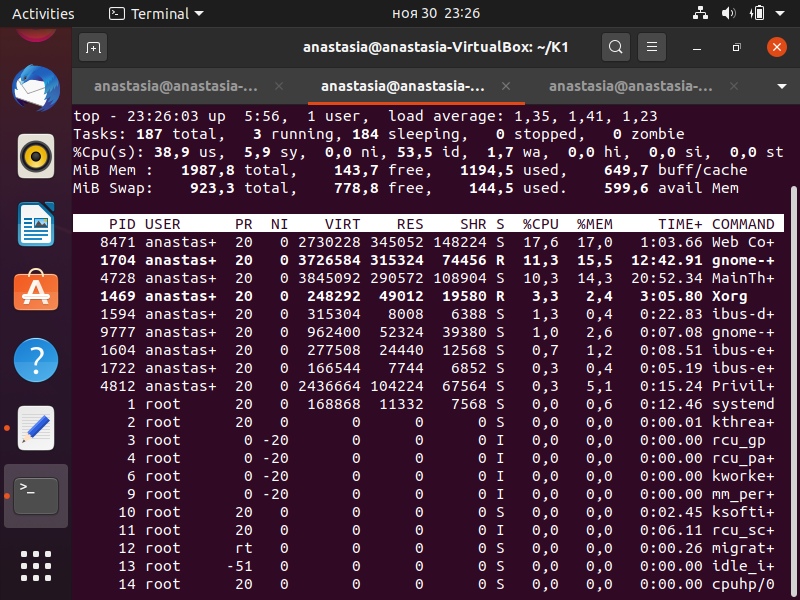 Activities Terminal ноя 30 23:26
anastasia@anastasia-VirtualBox: ~/K1
anastasia@anastasia-... anastasia@anastasia-... anastasia@anastasia-...
top - 23:26:03 up  5:56,  1 user,  load average: 1,35, 1,41, 1,23
Tasks: 187 total,   3 running, 184 sleeping,   0 stopped,   0 zombie
%Cpu(s): 38,9 us,  5,9 sy,  0,0 ni, 53,5 id,  1,7 wa,  0,0 hi,  0,0 si,  0,0 st
MiB Mem :   1987,8 total,    143,7 free,   1194,5 used,    649,7 buff/cache
MiB Swap:    923,3 total,    778,8 free,    144,5 used.    599,6 avail Mem
PID USER      PR  NI    VIRT    RES    SHR S  %CPU  %MEM     TIME+ COMMAND
8471 anastas+  20   0 2730228 345052 148224 S  17,6  17,0   1:03.66 Web Co+
1704 anastas+  20   0 3726584 315324  74456 R  11,3  15,5  12:42.91 gnome-+
4728 anastas+  20   0 3845092 290572 108904 S  10,3  14,3  20:52.34 MainTh+
1469 anastas+  20   0  248292  49012  19580 R   3,3   2,4   3:05.80 Xorg
1594 anastas+  20   0  315304   8008   6388 S   1,3   0,4   0:22.83 ibus-d+
9777 anastas+  20   0  962400  52324  39380 S   1,0   2,6   0:07.08 gnome-+
1604 anastas+  20   0  277508  24440  12568 S   0,7   1,2   0:08.51 ibus-e+
1722 anastas+  20   0  166544   7744   6852 S   0,3   0,4   0:05.19 ibus-e+
4812 anastas+  20   0 2436664 104224  67564 S   0,3   5,1   0:15.24 Privil+
1 root      20   0  168868  11332   7568 S   0,0   0,6   0:12.46 systemd
2 root      20   0       0      0      0 S   0,0   0,0   0:00.01 kthrea+
3 root       0 -20       0      0      0 I   0,0   0,0   0:00.00 rcu_gp
4 root       0 -20       0      0      0 I   0,0   0,0   0:00.00 rcu_pa+
6 root       0 -20       0      0      0 I   0,0   0,0   0:00.00 kworke+
9 root       0 -20       0      0      0 I   0,0   0,0   0:00.00 mm_per+
10 root      20   0       0      0      0 S   0,0   0,0   0:02.45 ksofti+
11 root      20   0       0      0      0 I   0,0   0,0   0:06.11 rcu_sc+
12 root      rt   0       0      0      0 S   0,0   0,0   0:00.26 migrat+
13 root     -51   0       0      0      0 S   0,0   0,0   0:00.00 idle_i+
14 root      20   0       0      0      0 S   0,0   0,0   0:00.00 cpuhp/0